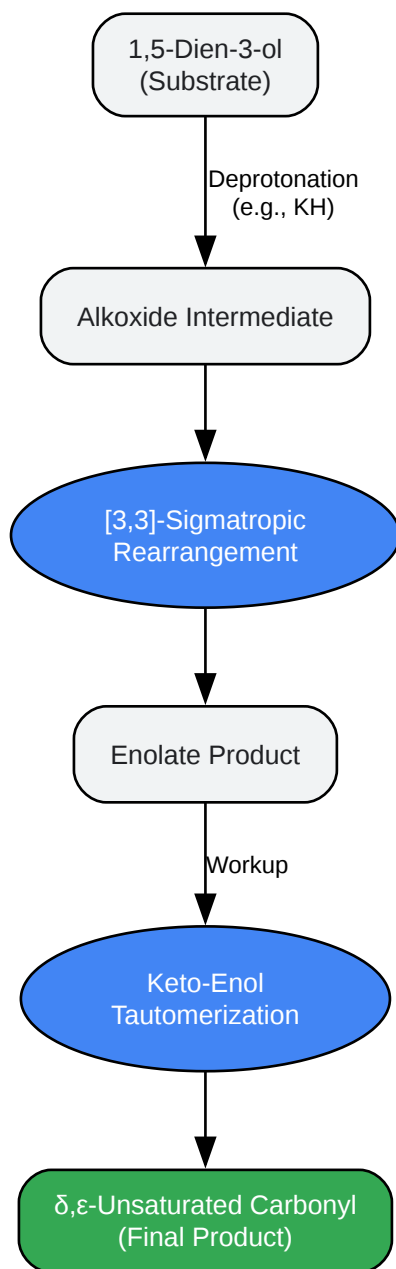 1,5-Dien-3-ol
(Substrate)
Deprotonation
(e.g., KH)
Alkoxide Intermediate
[3,3]-Sigmatropic
Rearrangement
Enolate Product
Workup
Keto-Enol
Tautomerization
δ,ε-Unsaturated Carbonyl
(Final Product)